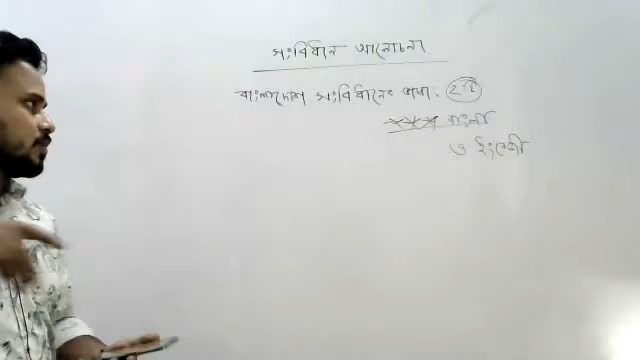 সংবিধান আলোচনা
বাংলাদেশ সংবিধানের ভাষা. ২টি
*** বাংলা
ও ইংরেজী